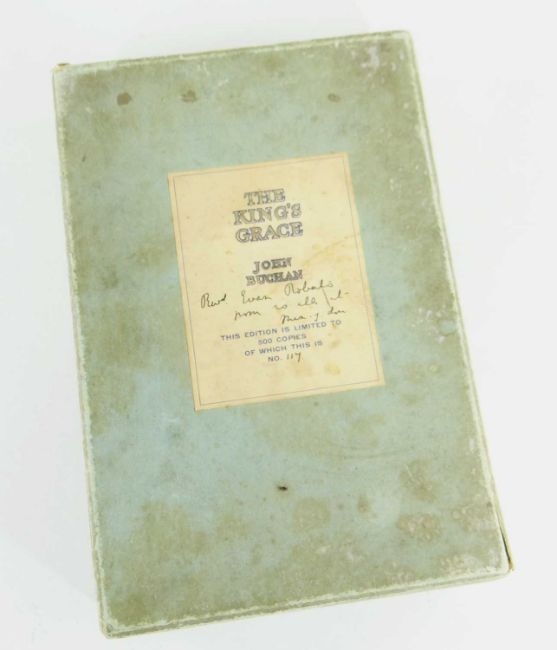 THE
KING'S
GRACE
JOHN
BUCHAN
Revd Evan Roberts
from
THIS EDITION IS LIMITED TO
500 COPIES
OF WHICH THIS IS
NO. 117